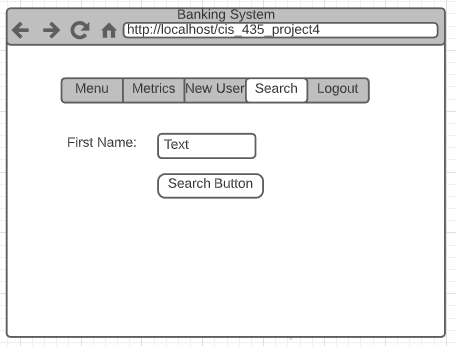 Banking System
http://localhost/cis_435_project4
Menu Metrics New User Search Logout
First Name: Text
Search Button